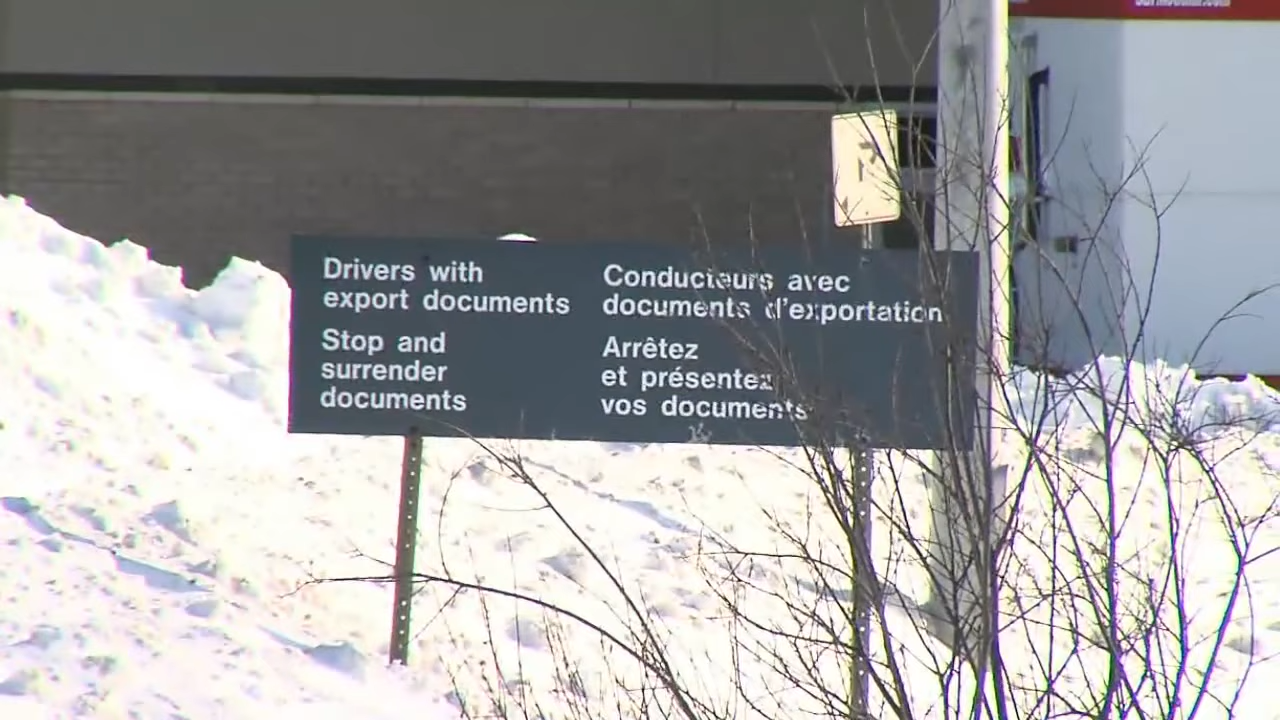 Drivers with
export documents
Stop and
surrender
documents
Conducteurs avec
documents d'exportation
Arrêtez
et présentez
vos documents